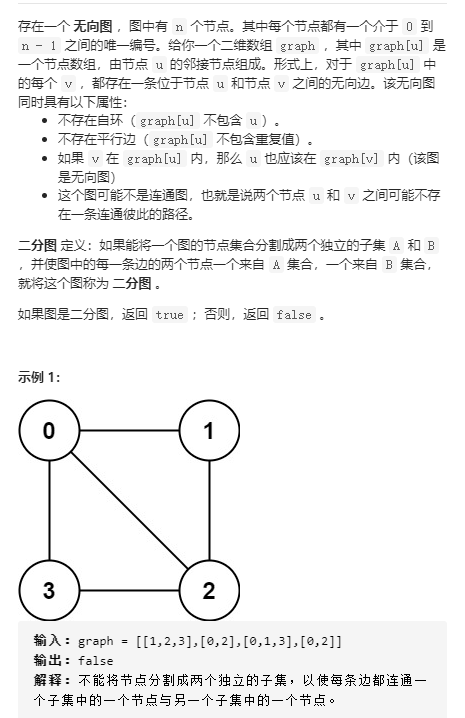 存在一个 无向图 ，图中有 n 个节点。其中每个节点都有一个介于 0 到
n - 1 之间的唯一编号。给你一个二维数组 graph ，其中 graph[u] 是
一个节点数组，由节点 u 的邻接节点组成。形式上，对于 graph[u] 中
的每个 v ，都存在一条位于节点 u 和节点 v 之间的无向边。该无向图
同时具有以下属性：
• 不存在自环（ graph[u] 不包含 u ）。
• 不存在平行边（ graph[u] 不包含重复值）。
• 如果 v 在 graph[u] 内，那么 u 也应该在 graph[v] 内（该图
是无向图）
• 这个图可能不是连通图，也就是说两个节点 u 和 v 之间可能不存
在一条连通彼此的路径。
二分图 定义：如果能将一个图的节点集合分割成两个独立的子集 A 和 B
，并使图中的每一条边的两个节点一个来自 A 集合，一个来自 B 集合，
就将这个图称为 二分图 。
如果图是二分图，返回 true ；否则，返回 false 。
示例 1：
0
1
3
2
输入：graph = [[1,2,3],[0,2],[0,1,3],[0,2]]
输出：false
解释：不能将节点分割成两个独立的子集，以使每条边都连通一
个子集中的一个节点与另一个子集中的一个节点。